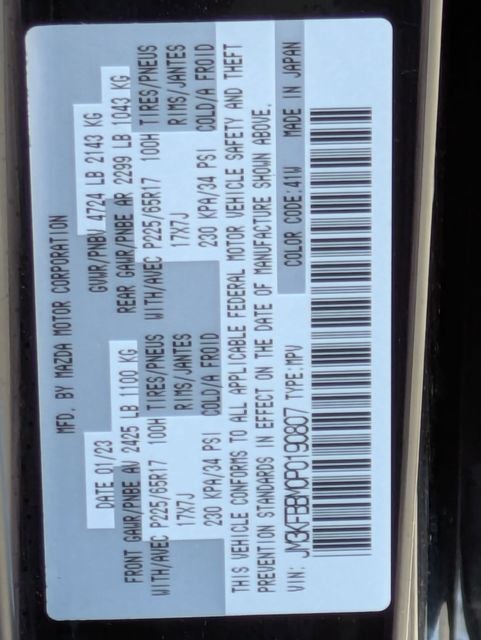 MFD. BY MAZDA MOTOR CORPORATION
DATE 01/23 GVWR/PNBV 4724 LB 2143 KG
FRONT GAWR/PNBE AV 2425 LB 1100 KG REAR GAWR/PNBE AR 2299 LB 1043 KG
WITH/AVEC P225/65R17 100H TIRES/PNEUS WITH/AVEC P225/65R17 100H TIRES/PNEUS
17X7J RIMS/JANTES 17X7J RIMS/JANTES
230 KPA/34 PSI COLD/A FROID 230 KPA/34 PSI COLD/A FROID
THIS VEHICLE CONFORMS TO ALL APPLICABLE FEDERAL MOTOR VEHICLE SAFETY AND THEFT
PREVENTION STANDARDS IN EFFECT ON THE DATE OF MANUFACTURE SHOWN ABOVE.
VIN: JM3KFBBM0P0190807 TYPE:MPV COLOR CODE:41W MADE IN JAPAN